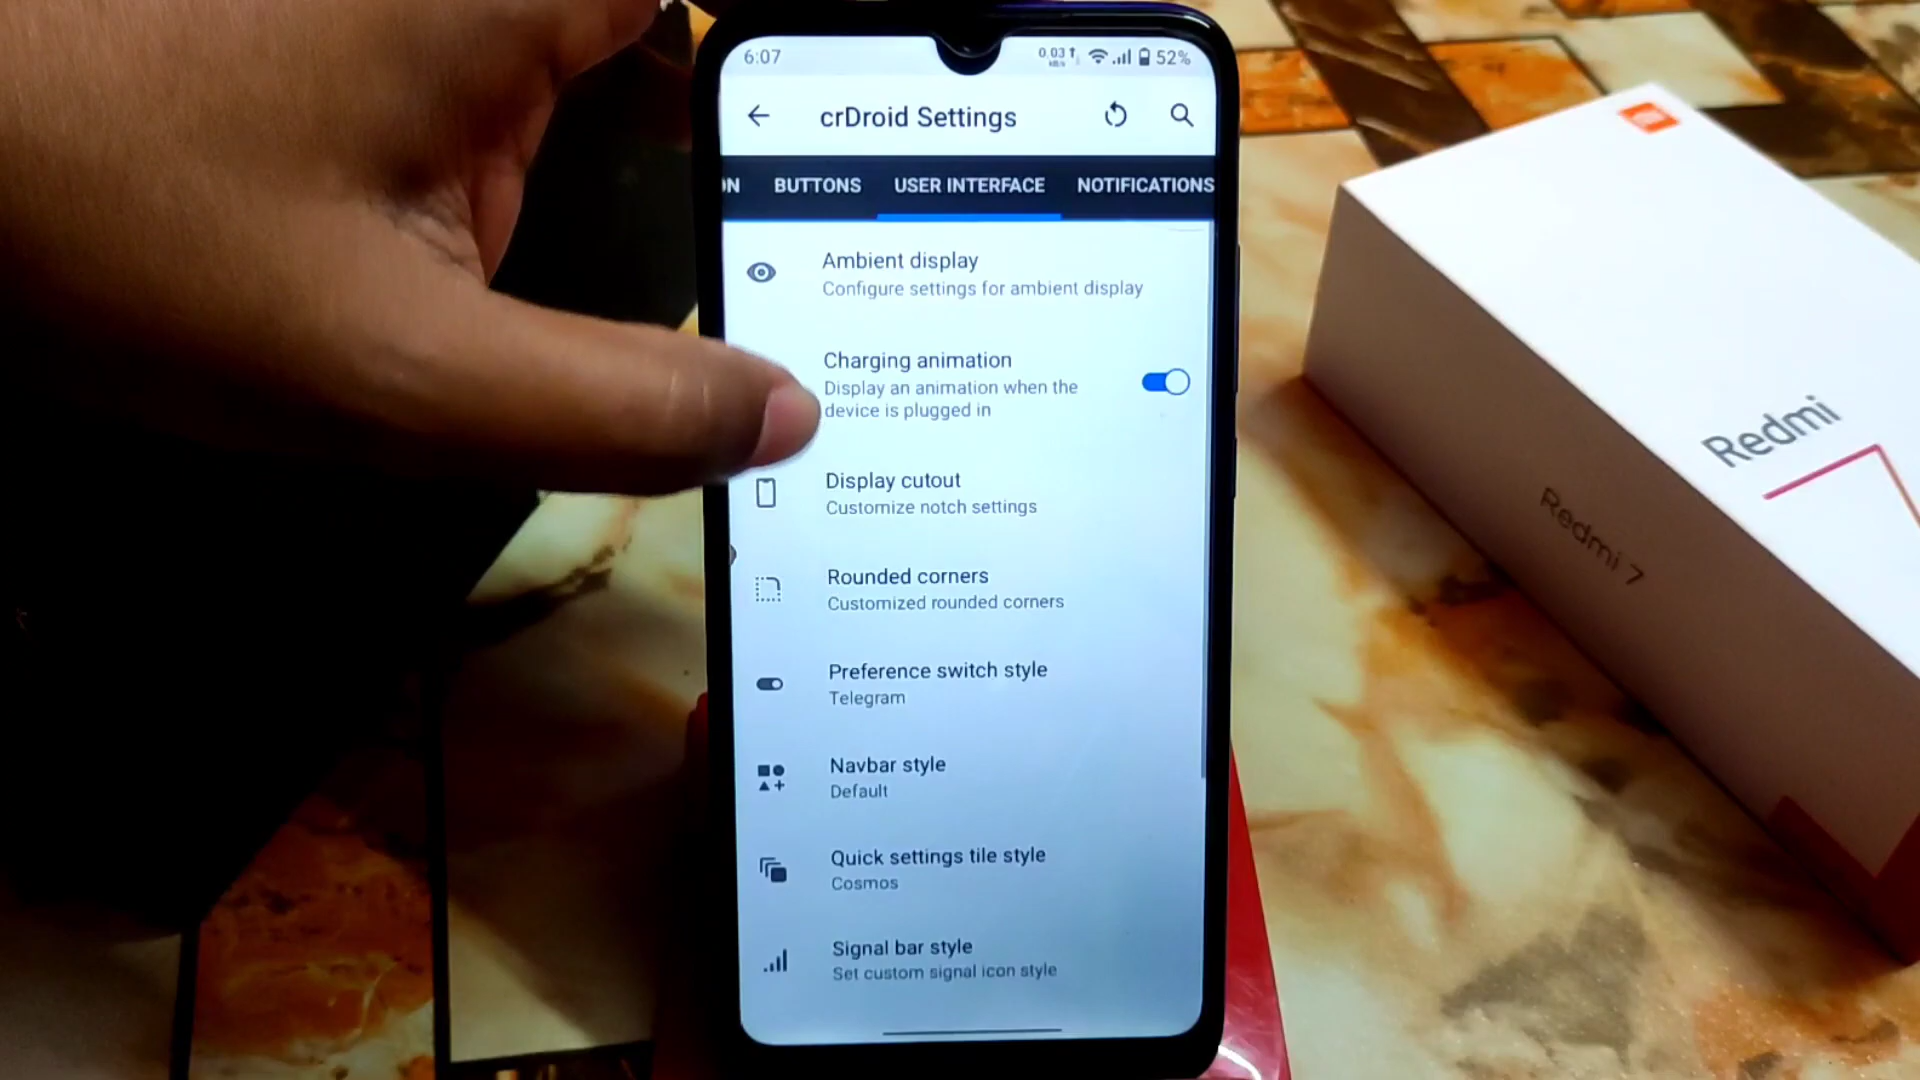 6:07
0.03
KB/s
52%
crDroid Settings
BUTTONS
USER INTERFACE
NOTIFICATIONS
Ambient display
Configure settings for ambient display
Charging animation
Display an animation when the
device is plugged in
Display cutout
Customize notch settings
Rounded corners
Customized rounded corners
Preference switch style
Telegram
Navbar style
Default
Quick settings tile style
Cosmos
Signal bar style
Set custom signal icon style
Redmi
Redmi 7